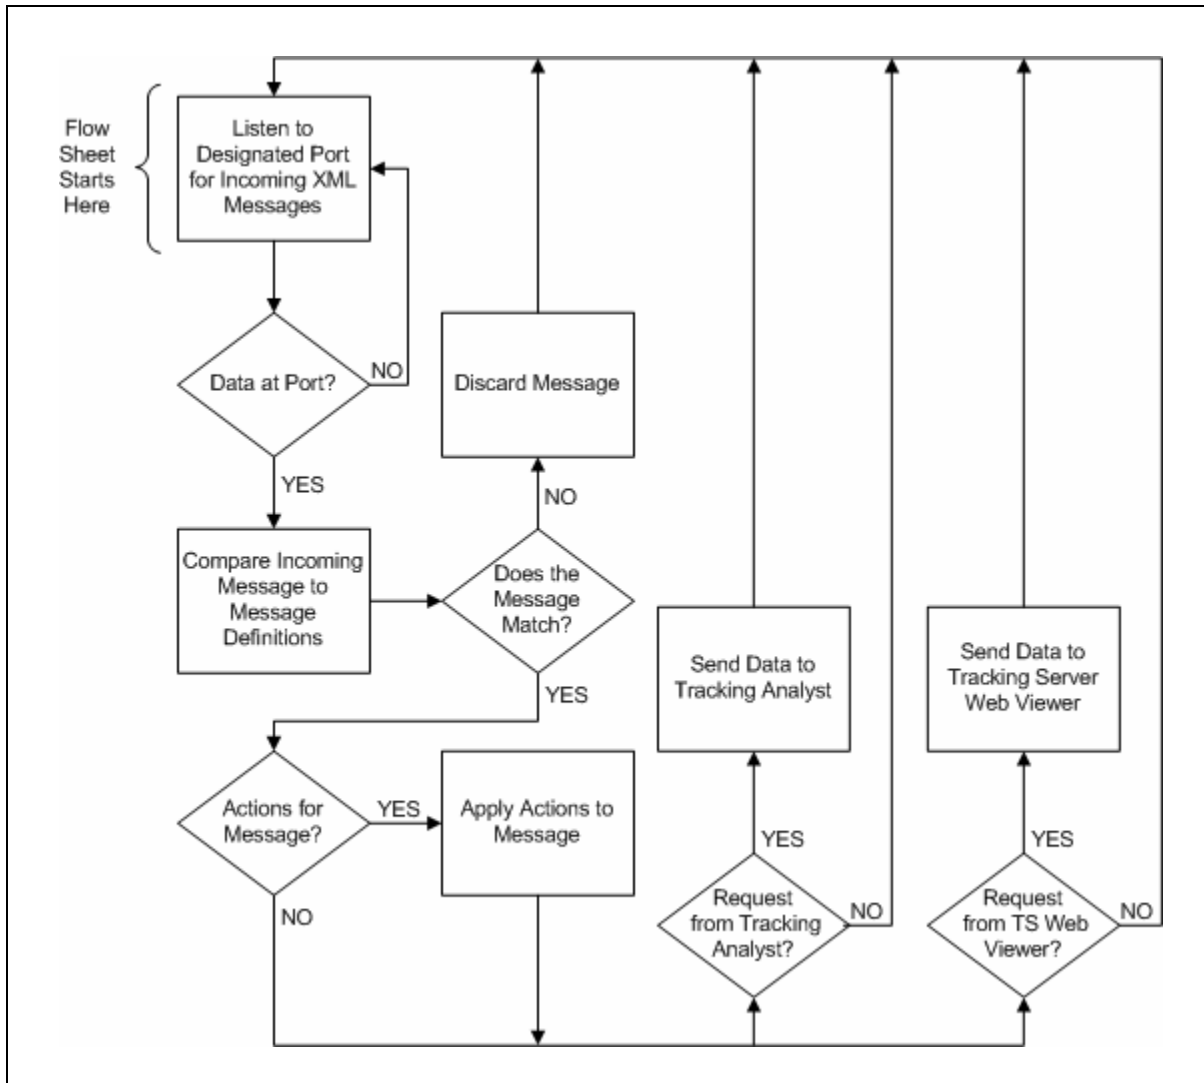 Flow
Sheet
Starts
Here
Listen to
Designated Port
for Incoming XML
Messages
Data at Port?
NO
YES
Discard Message
NO
Compare Incoming
Message to
Message
Definitions
Does the
Message
Match?
YES
Send Data to
Tracking Analyst
Send Data to
Tracking Server
Web Viewer
Actions for
Message?
YES
Apply Actions to
Message
NO
YES
Request
from Tracking
Analyst?
NO
YES
Request
from TS Web
Viewer?
NO